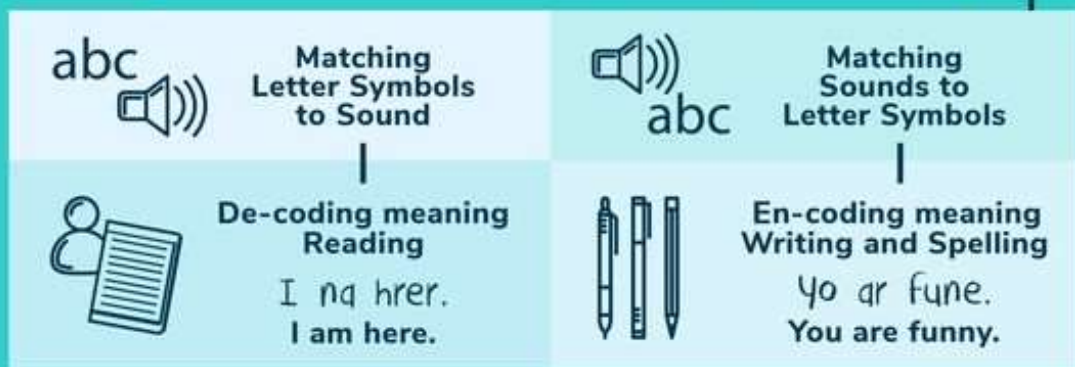 abc
Matching
Letter Symbols
to Sound
abc
Matching
Sounds to
Letter Symbols
De-coding meaning
Reading
I na hrer.
I am here.
En-coding meaning
Writing and Spelling
yo ar fune.
You are funny.